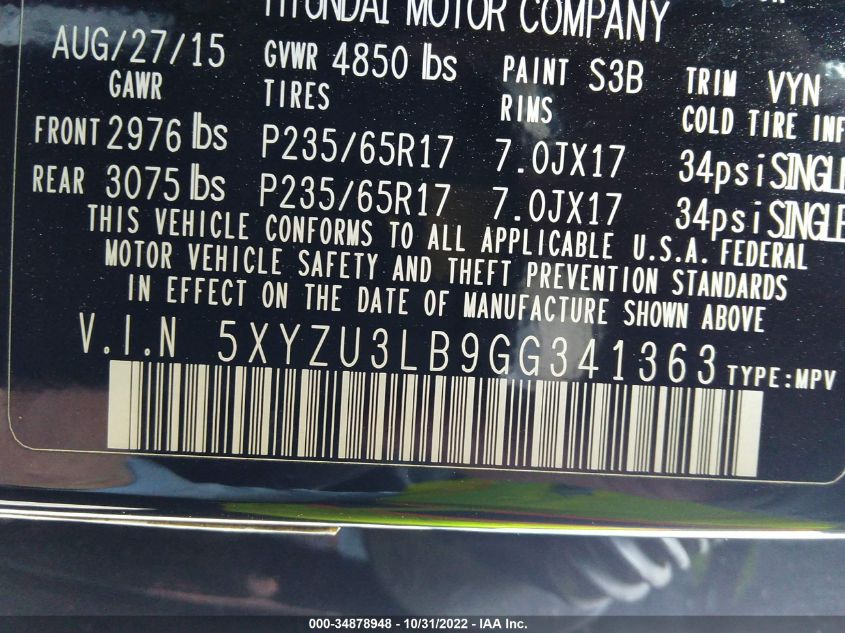 HYUNDAI MOTOR COMPANY
AUG/27/15 GVWR 4850 lbs PAINT S3B TRIM VYN
GAWR TIRES RIMS COLD TIRE INF
FRONT 2976 lbs P235/65R17 7.0JX17 34psi SINGLE
REAR 3075 lbs P235/65R17 7.0JX17 34psi SINGLE
THIS VEHICLE CONFORMS TO ALL APPLICABLE U.S.A. FEDERAL
MOTOR VEHICLE SAFETY AND THEFT PREVENTION STANDARDS
IN EFFECT ON THE DATE OF MANUFACTURE SHOWN ABOVE
V.I.N 5XYZU3LB9GG341363 TYPE:MPV
000-34878948 - 10/31/2022 - IAA Inc.